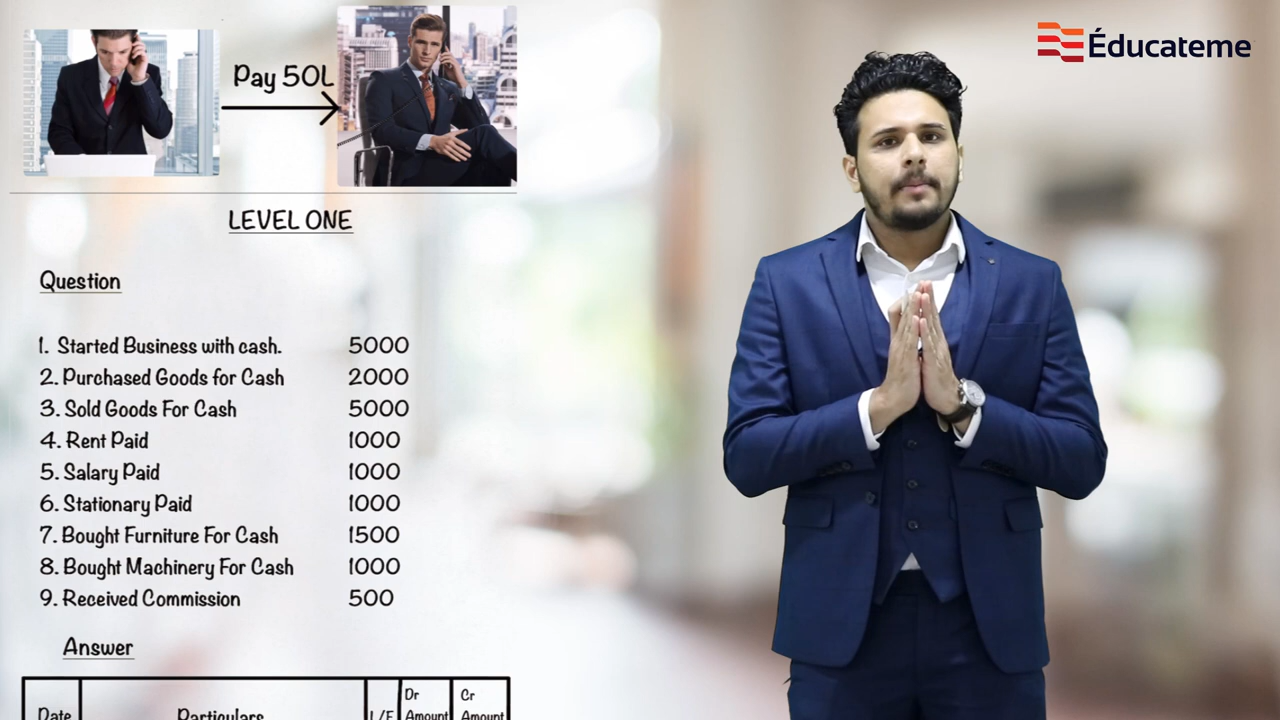 Éducateme
Pay 50L
LEVEL ONE
Question
1. Started Business with cash. 5000
2. Purchased Goods for Cash 2000
3. Sold Goods For Cash 5000
4. Rent Paid 1000
5. Salary Paid 1000
6. Stationary Paid 1000
7. Bought Furniture For Cash 1500
8. Bought Machinery For Cash 1000
9. Received Commission 500
Answer
Date Particulars L/F Dr Amount Cr Amount